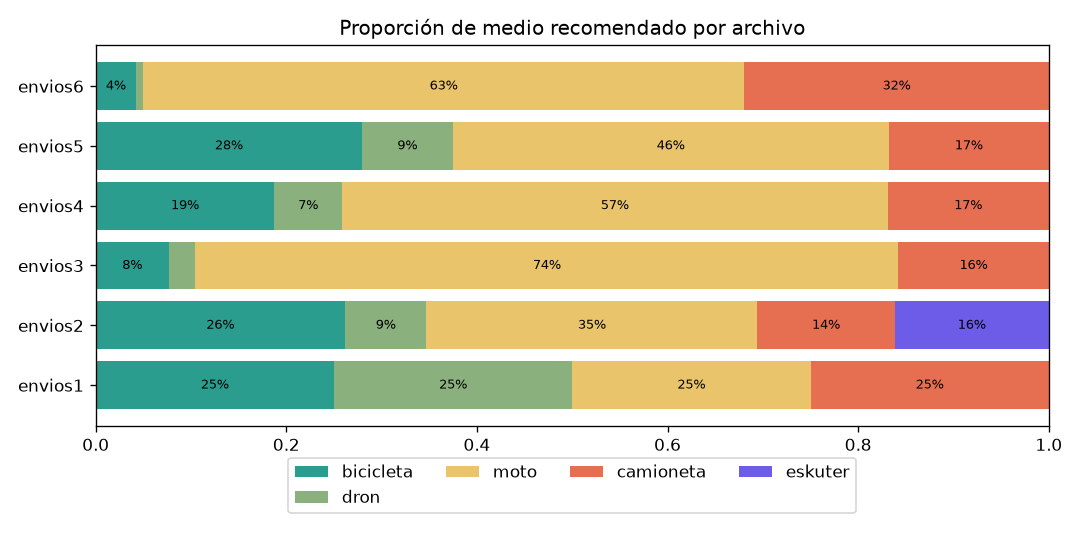 Proporción de medio recomendado por archivo
envios6 4% 63% 32%
envios5 28% 9% 46% 17%
envios4 19% 7% 57% 17%
envios3 8% 74% 16%
envios2 26% 9% 35% 14% 16%
envios1 25% 25% 25% 25%
0.0 0.2 0.4 0.6 0.8 1.0
bicicleta moto camioneta eskuter
dron